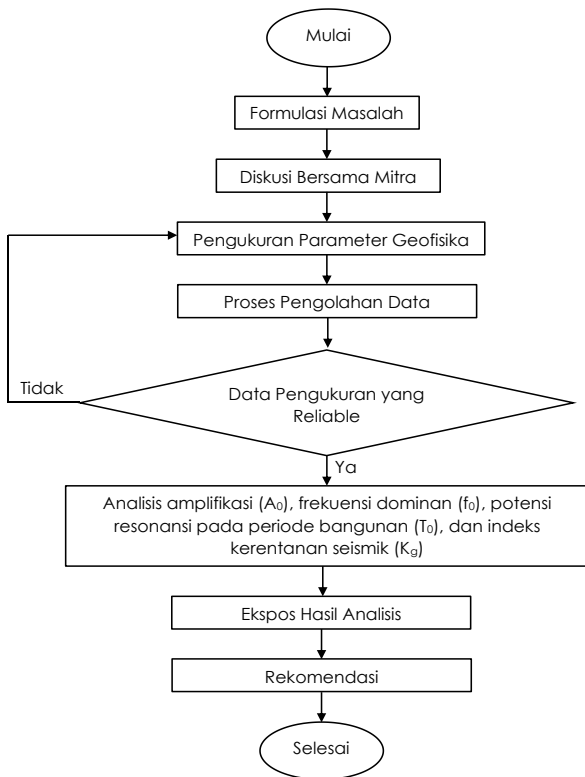 Mulai
Formulasi Masalah
Diskusi Bersama Mitra
Pengukuran Parameter Geofisika
Proses Pengolahan Data
Tidak
Data Pengukuran yang
Reliable
Ya
Analisis amplifikasi (A₀), frekuensi dominan (f₀), potensi
resonansi pada periode bangunan (T₀), dan indeks
kerentanan seismik (Kg)
Ekspos Hasil Analisis
Rekomendasi
Selesai